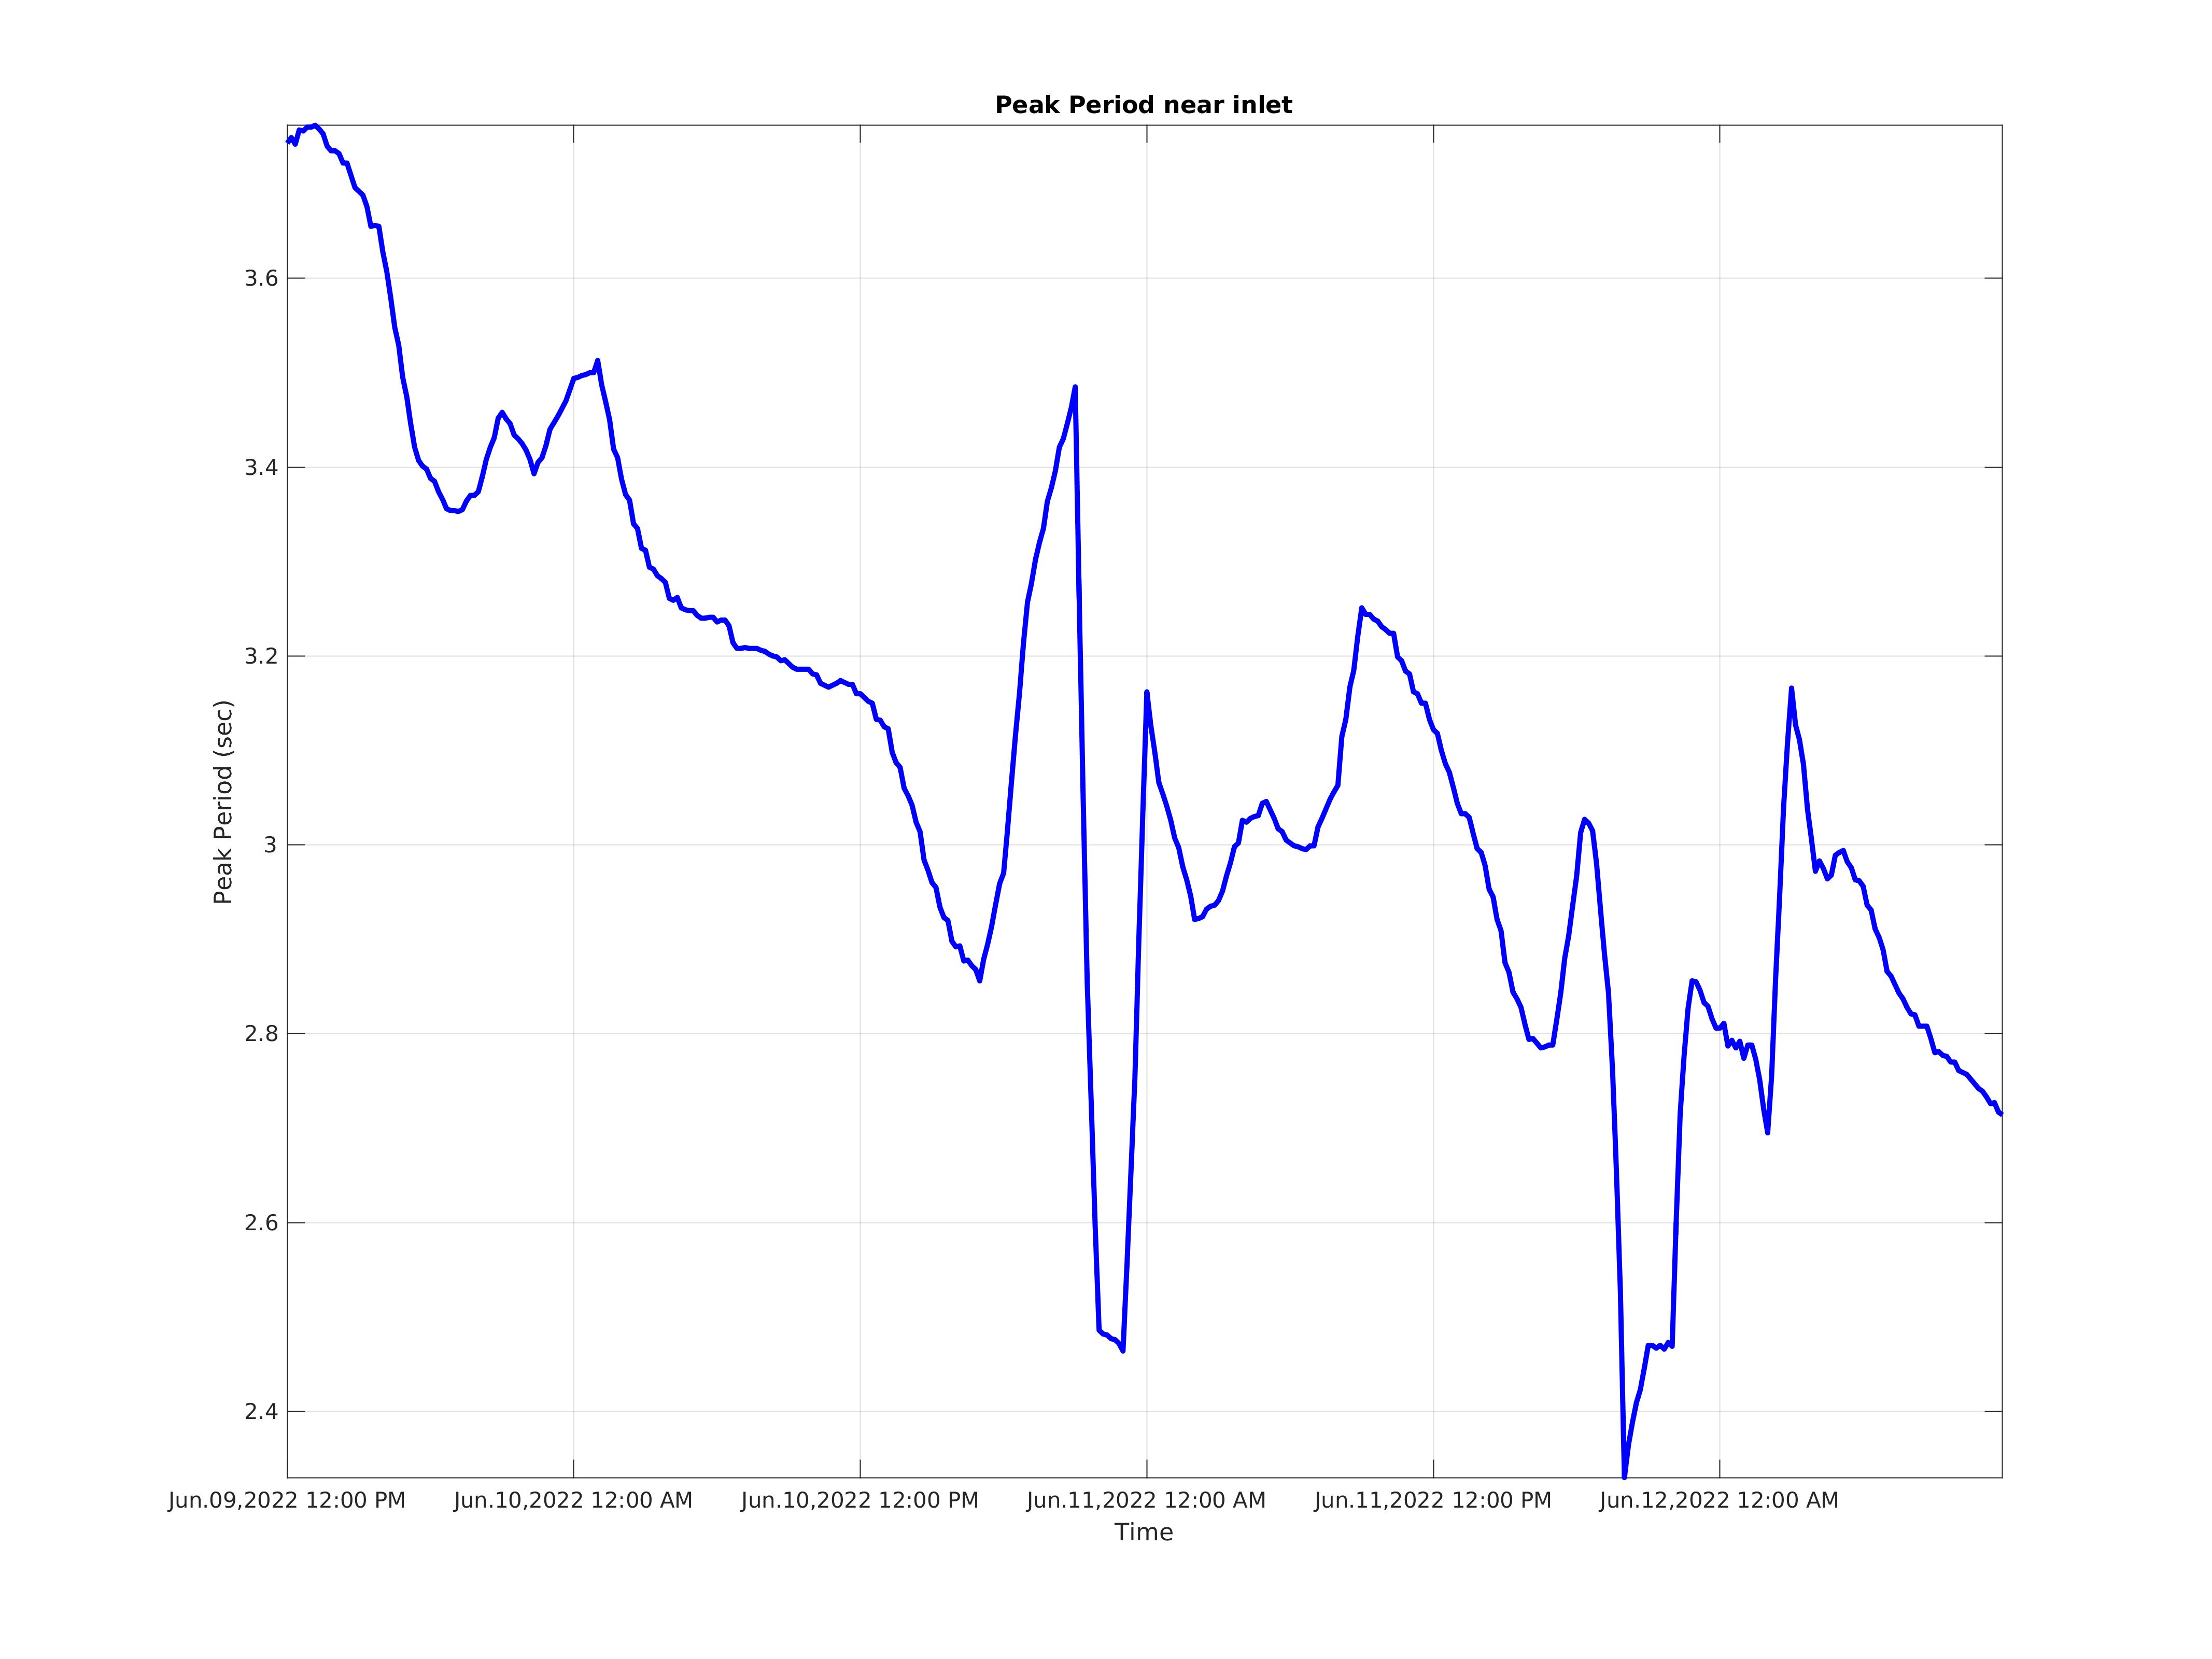 Peak Period near inlet
3.6
3.4
3.2
3
2.8
2.6
2.4
Peak Period (sec)
Jun.09,2022 12:00 PM
Jun.10,2022 12:00 AM
Jun.10,2022 12:00 PM
Jun.11,2022 12:00 AM
Jun.11,2022 12:00 PM
Jun.12,2022 12:00 AM
Time